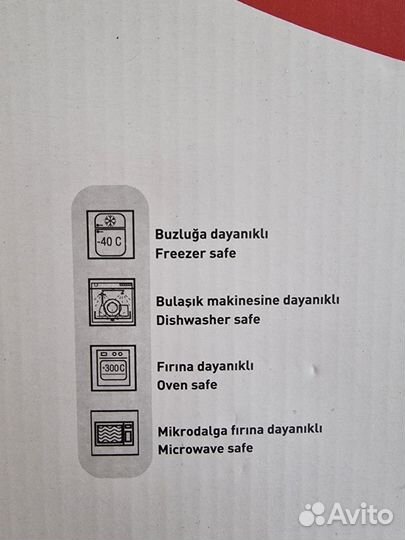 -40 C
Buzluğa dayanıklı
Freezer safe
Bulaşık makinesine dayanıklı
Dishwasher safe
+300 C
Fırına dayanıklı
Oven safe
Mikrodalga fırına dayanıklı
Microwave safe
Avito